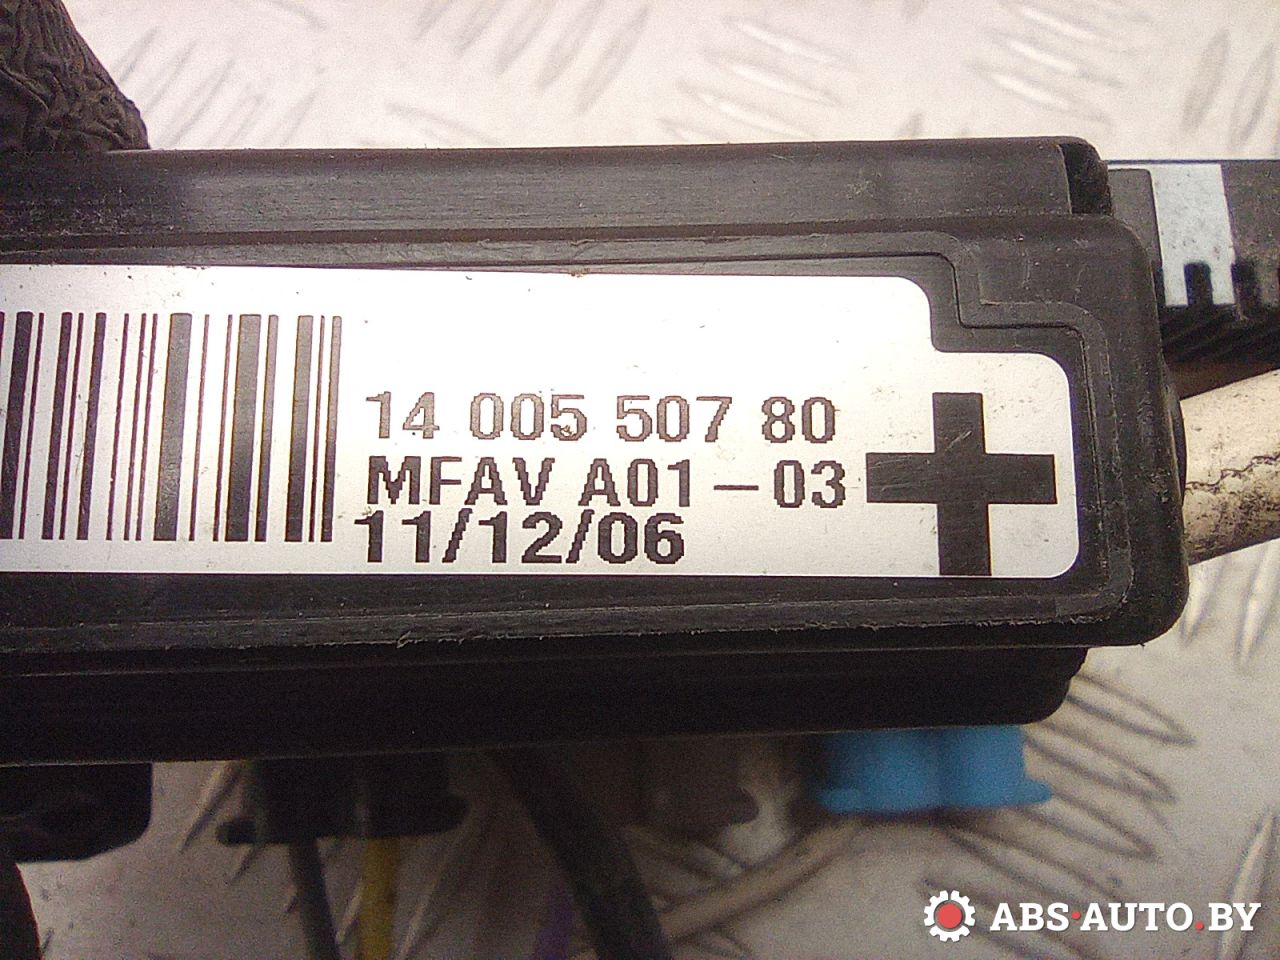 14 005 507 80
MFAV A01-03
11/12/06
ABS·AUTO.BY